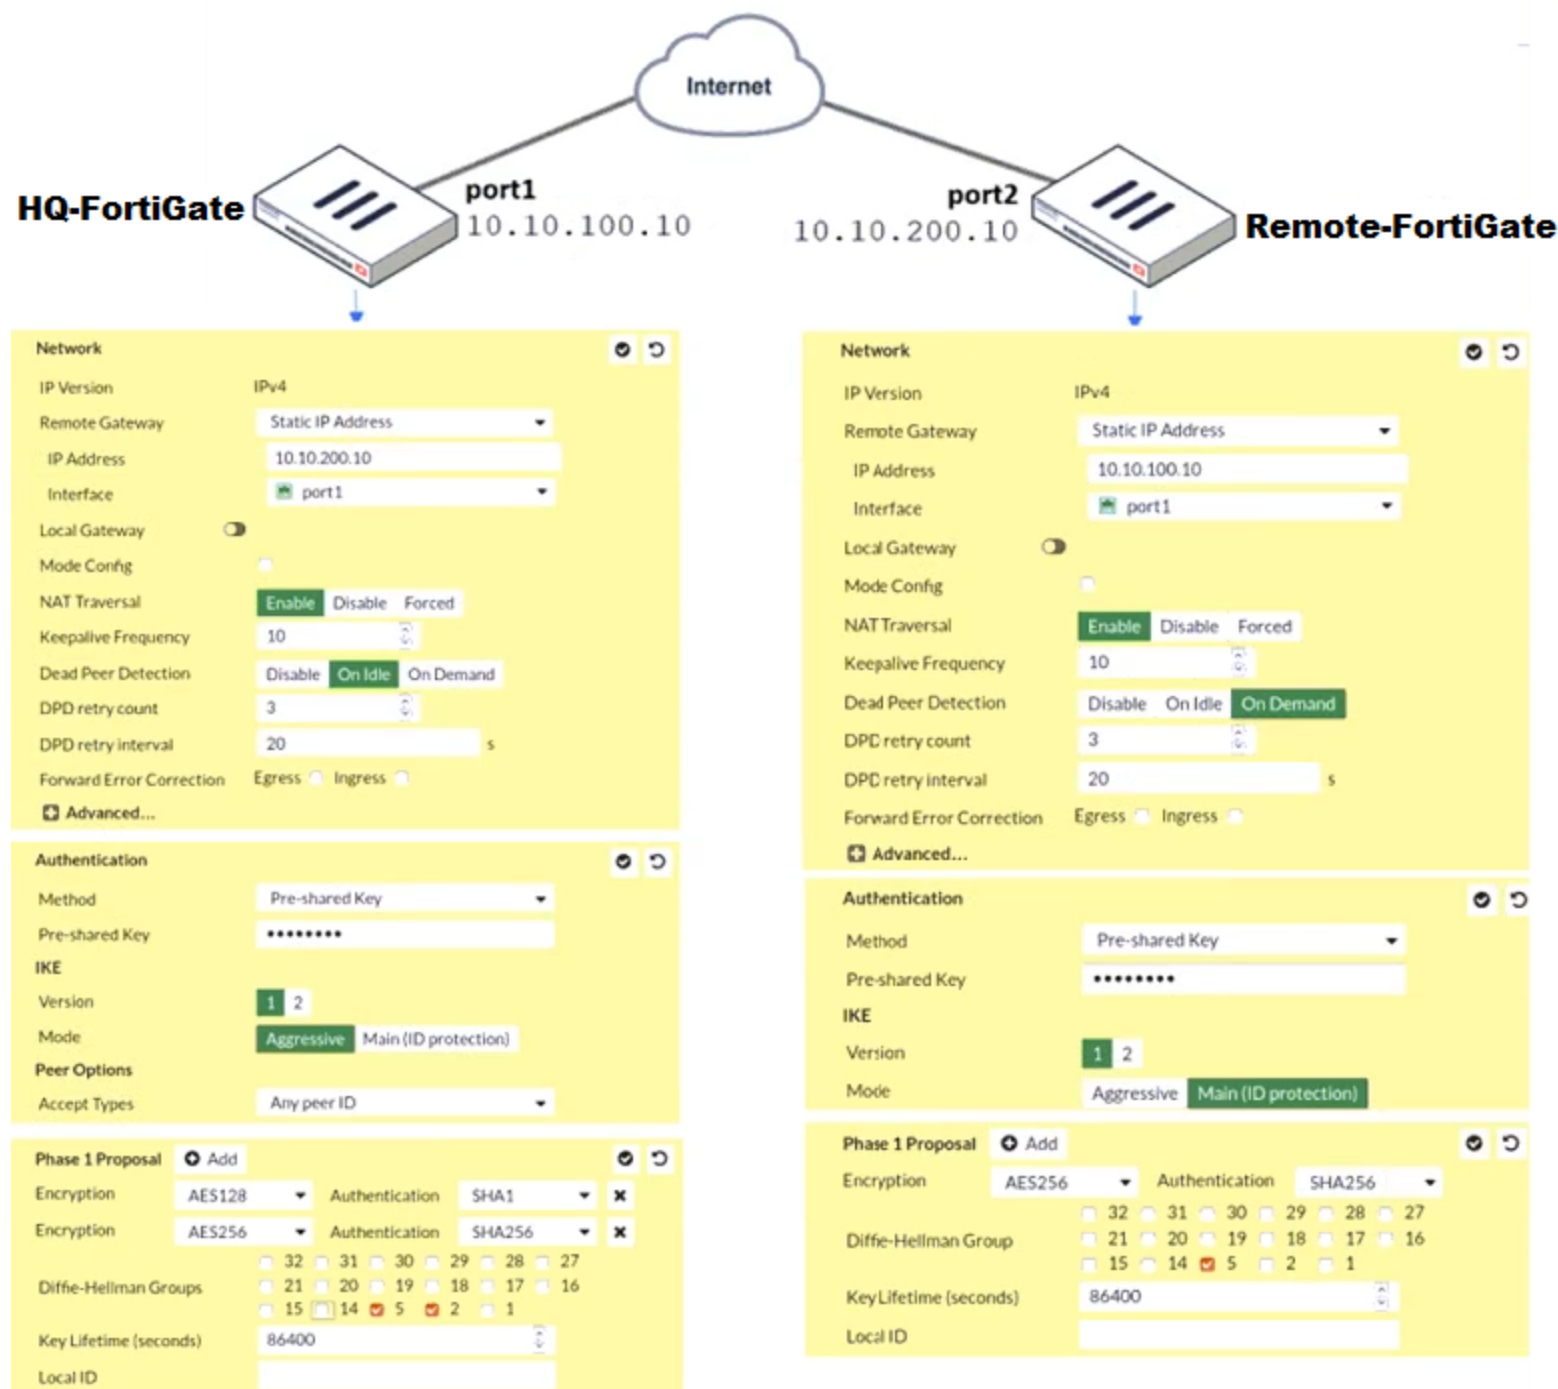 Internet
HQ-FortiGate
port1
10.10.100.10
port2
10.10.200.10
Remote-FortiGate
Network
IP Version IPv4
Remote Gateway Static IP Address
IP Address 10.10.200.10
Interface port1
Local Gateway
Mode Config
NAT Traversal Enable Disable Forced
Keepalive Frequency 10
Dead Peer Detection Disable On Idle On Demand
DPD retry count 3
DPD retry interval 20 s
Forward Error Correction Egress Ingress
Advanced...
Authentication
Method Pre-shared Key
Pre-shared Key ••••••••
IKE
Version 1 2
Mode Aggressive Main (ID protection)
Peer Options
Accept Types Any peer ID
Phase 1 Proposal Add
Encryption AES128 Authentication SHA1
Encryption AES256 Authentication SHA256
32 31 30 29 28 27
Diffie-Hellman Groups 21 20 19 18 17 16
15 14 5 2 1
Key Lifetime (seconds) 86400
Local ID
Network
IP Version IPv4
Remote Gateway Static IP Address
IP Address 10.10.100.10
Interface port1
Local Gateway
Mode Config
NAT Traversal Enable Disable Forced
Keepalive Frequency 10
Dead Peer Detection Disable On Idle On Demand
DPD retry count 3
DPD retry interval 20 s
Forward Error Correction Egress Ingress
Advanced...
Authentication
Method Pre-shared Key
Pre-shared Key ••••••••
IKE
Version 1 2
Mode Aggressive Main (ID protection)
Phase 1 Proposal Add
Encryption AES256 Authentication SHA256
32 31 30 29 28 27
Diffie-Hellman Group 21 20 19 18 17 16
15 14 5 2 1
Key Lifetime (seconds) 86400
Local ID